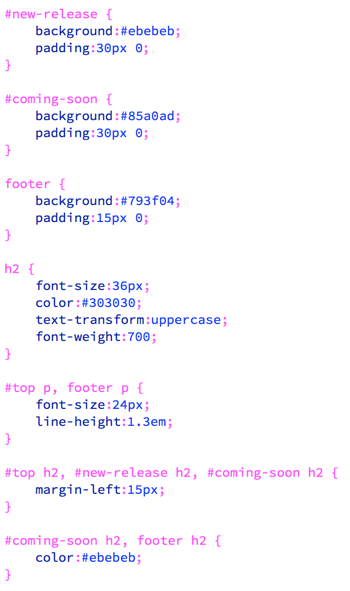 #new-release {
    background:#ebebeb;
    padding:30px 0;
}

#coming-soon {
    background:#85a0ad;
    padding:30px 0;
}

footer {
    background:#793f04;
    padding:15px 0;
}

h2 {
    font-size:36px;
    color:#303030;
    text-transform:uppercase;
    font-weight:700;
}

#top p, footer p {
    font-size:24px;
    line-height:1.3em;
}

#top h2, #new-release h2, #coming-soon h2 {
    margin-left:15px;
}

#coming-soon h2, footer h2 {
    color:#ebebeb;
}